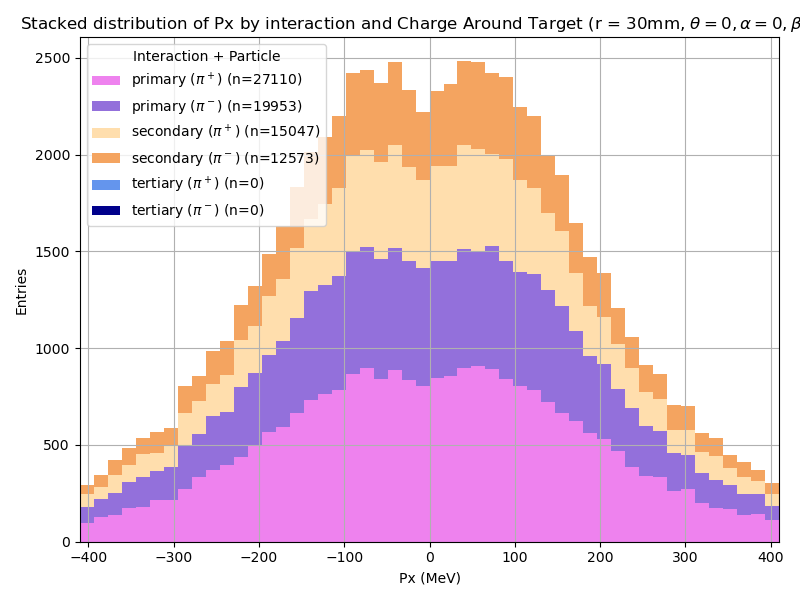 Stacked distribution of Px by interaction and Charge Around Target (r = 30mm, θ = 0, α = 0, β
Interaction + Particle
primary (π⁺) (n=27110)
primary (π⁻) (n=19953)
secondary (π⁺) (n=15047)
secondary (π⁻) (n=12573)
tertiary (π⁺) (n=0)
tertiary (π⁻) (n=0)
2500
2000
1500
1000
500
0
Entries
−400 −300 −200 −100 0 100 200 300 400
Px (MeV)